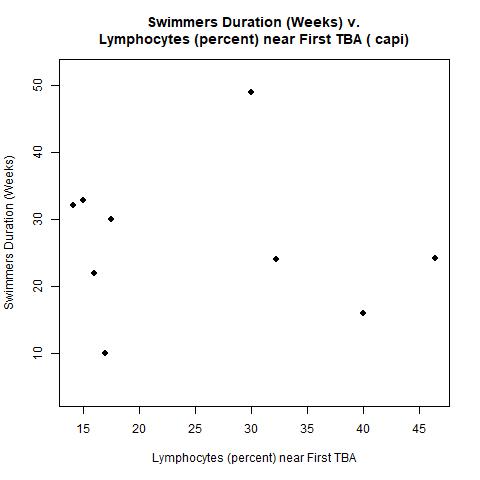 Swimmers Duration (Weeks) v.
Lymphocytes (percent) near First TBA ( capi)
Swimmers Duration (Weeks)
50
40
30
20
10
15 20 25 30 35 40 45
Lymphocytes (percent) near First TBA